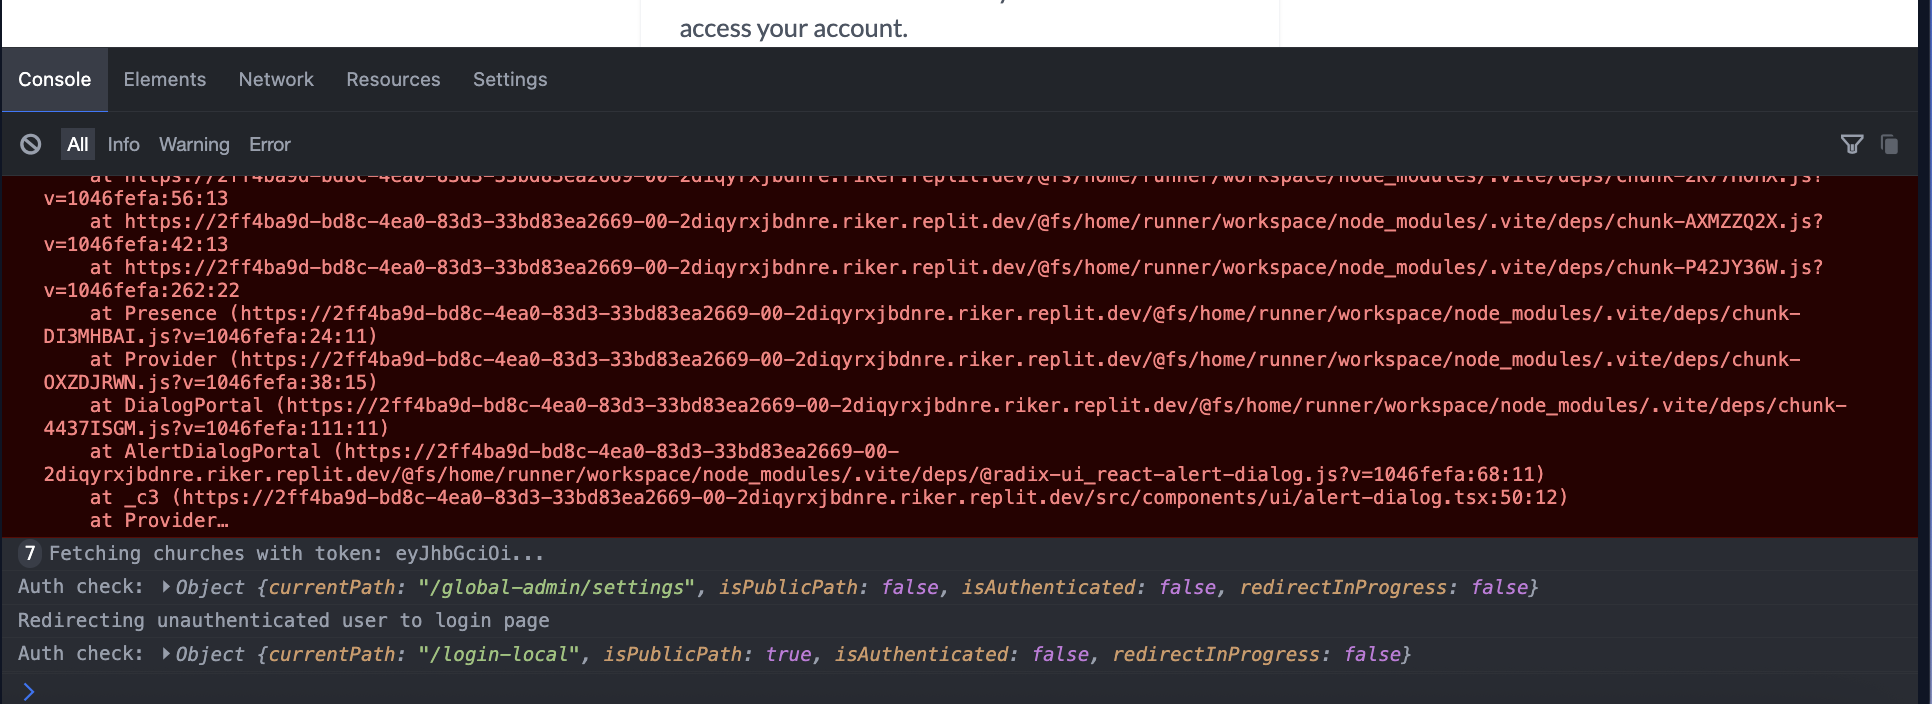 access your account.
Console Elements Network Resources Settings
All Info Warning Error
v=1046fefa:56:13
at https://2ff4ba9d-bd8c-4ea0-83d3-33bd83ea2669-00-2diqyrxjbdnre.riker.replit.dev/@fs/home/runner/workspace/node_modules/.vite/deps/chunk-AXMZZQ2X.js?
v=1046fefa:42:13
at https://2ff4ba9d-bd8c-4ea0-83d3-33bd83ea2669-00-2diqyrxjbdnre.riker.replit.dev/@fs/home/runner/workspace/node_modules/.vite/deps/chunk-P42JY36W.js?
v=1046fefa:262:22
at Presence (https://2ff4ba9d-bd8c-4ea0-83d3-33bd83ea2669-00-2diqyrxjbdnre.riker.replit.dev/@fs/home/runner/workspace/node_modules/.vite/deps/chunk-
DI3MHBAI.js?v=1046fefa:24:11)
at Provider (https://2ff4ba9d-bd8c-4ea0-83d3-33bd83ea2669-00-2diqyrxjbdnre.riker.replit.dev/@fs/home/runner/workspace/node_modules/.vite/deps/chunk-
OXZDJRWN.js?v=1046fefa:38:15)
at DialogPortal (https://2ff4ba9d-bd8c-4ea0-83d3-33bd83ea2669-00-2diqyrxjbdnre.riker.replit.dev/@fs/home/runner/workspace/node_modules/.vite/deps/chunk-
4437ISGM.js?v=1046fefa:111:11)
at AlertDialogPortal (https://2ff4ba9d-bd8c-4ea0-83d3-33bd83ea2669-00-
2diqyrxjbdnre.riker.replit.dev/@fs/home/runner/workspace/node_modules/.vite/deps/@radix-ui_react-alert-dialog.js?v=1046fefa:68:11)
at _c3 (https://2ff4ba9d-bd8c-4ea0-83d3-33bd83ea2669-00-2diqyrxjbdnre.riker.replit.dev/src/components/ui/alert-dialog.tsx:50:12)
at Provider…
7 Fetching churches with token: eyJhbGciOi...
Auth check: Object {currentPath: "/global-admin/settings", isPublicPath: false, isAuthenticated: false, redirectInProgress: false}
Redirecting unauthenticated user to login page
Auth check: Object {currentPath: "/login-local", isPublicPath: true, isAuthenticated: false, redirectInProgress: false}